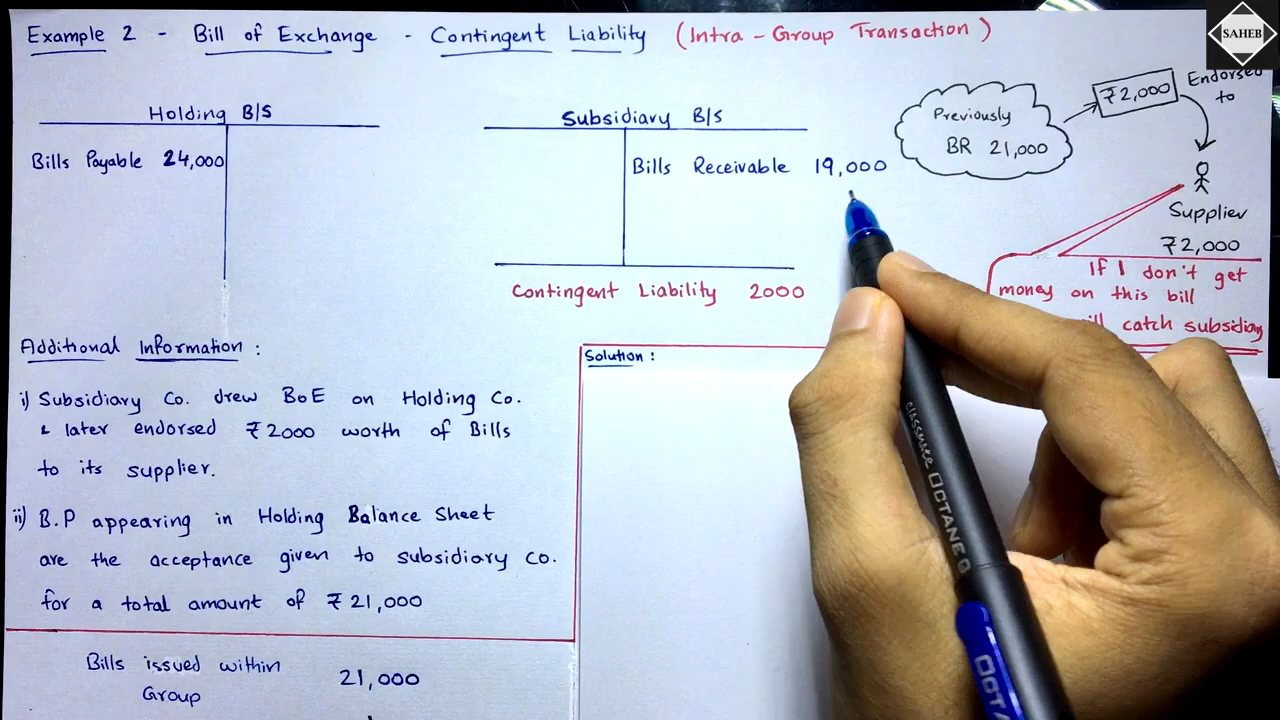 Example 2 - Bill of Exchange - Contingent Liability (Intra-Group Transaction)
SAHEB
Holding B/S
Bills Payable 24,000
Subsidiary B/S
Bills Receivable 19,000
Contingent Liability 2000
Previously
BR 21,000
₹2,000
Endorsed
to
Supplier
₹2,000
If I don't get
money on this bill
catch subsidiary
Additional Information :
i) Subsidiary Co. drew BoE on Holding Co.
& later endorsed ₹2000 worth of Bills
to its supplier.
ii) B.P appearing in Holding Balance Sheet
are the acceptance given to subsidiary co.
for a total amount of ₹21,000
Solution :
Bills issued within
Group
21,000
classmate OCTANE
OCTA